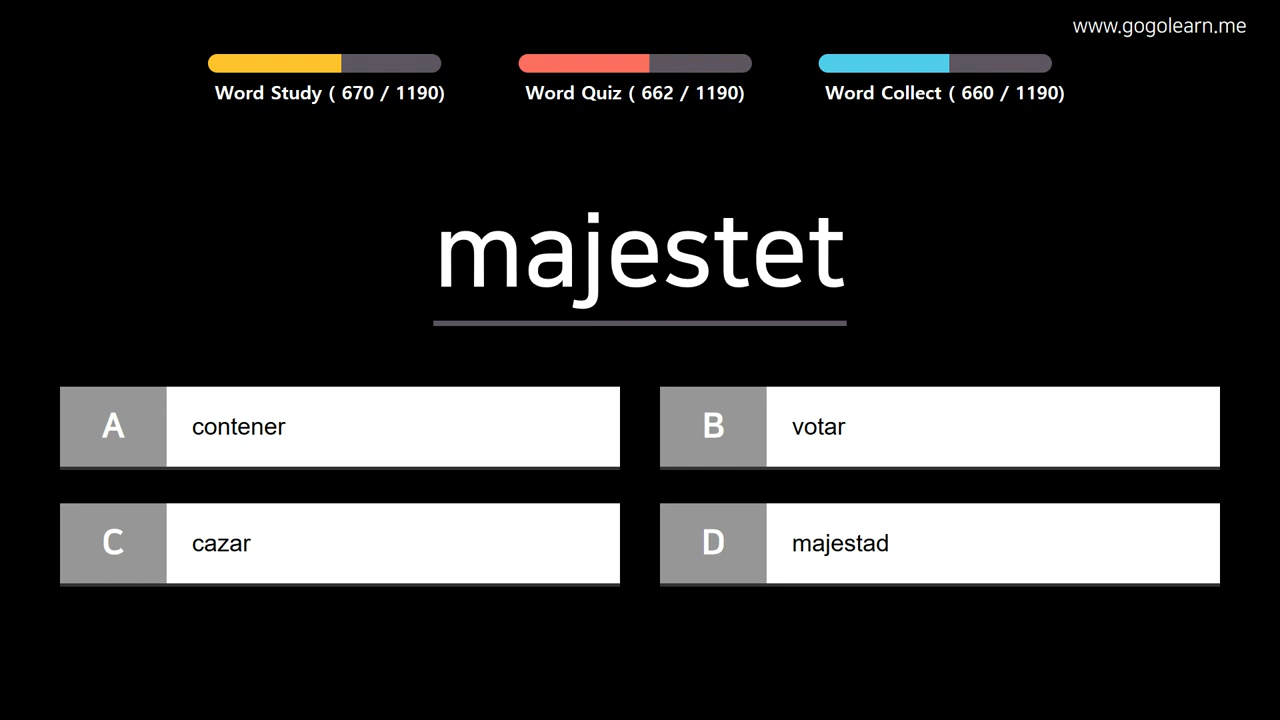 www.gogolearn.me
Word Study ( 670 / 1190)
Word Quiz ( 662 / 1190)
Word Collect ( 660 / 1190)
majestet
A contener
B votar
C cazar
D majestad